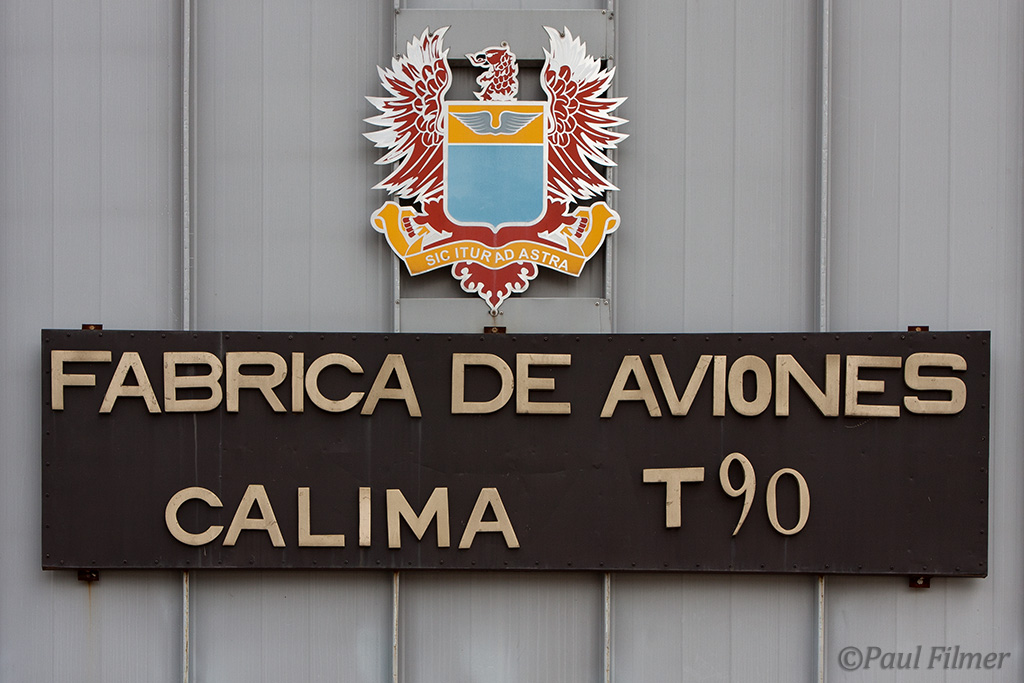 SIC ITUR AD ASTRA
FABRICA DE AVIONES
CALIMA T90
©Paul Filmer